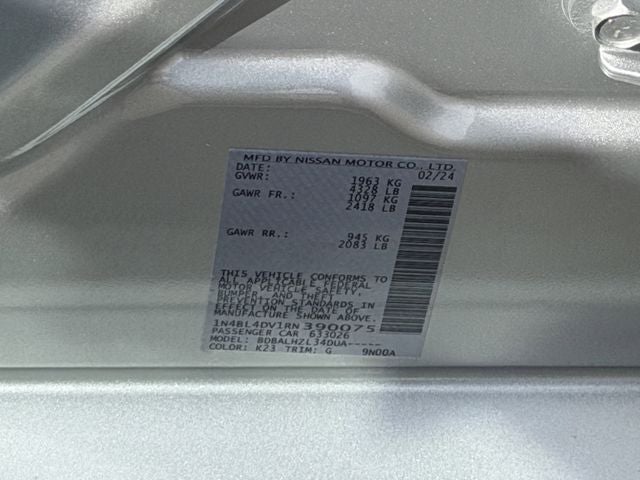 MFD BY NISSAN MOTOR CO., LTD.
DATE: 02/24
GVWR: 1963 KG
4328 LB
GAWR FR.: 1097 KG
2418 LB
GAWR RR.: 945 KG
2083 LB
THIS VEHICLE CONFORMS TO
ALL APPLICABLE FEDERAL
MOTOR VEHICLE SAFETY,
BUMPER, AND THEFT
PREVENTION STANDARDS IN
EFFECT ON THE DATE OF
MANUFACTURE SHOWN ABOVE.
1N4BL4DV1RN390075
PASSENGER CAR 633026
MODEL: BDBALHZL34DUA-----
COLOR: K23 TRIM: G 9N00A